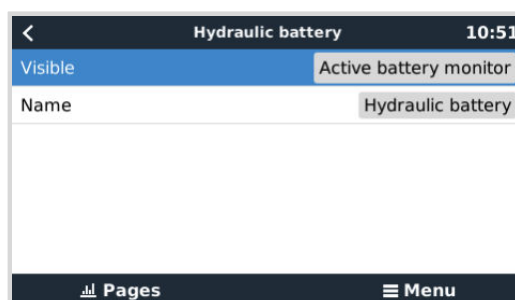 Hydraulic battery 10:51
Visible Active battery monitor
Name Hydraulic battery
Pages Menu